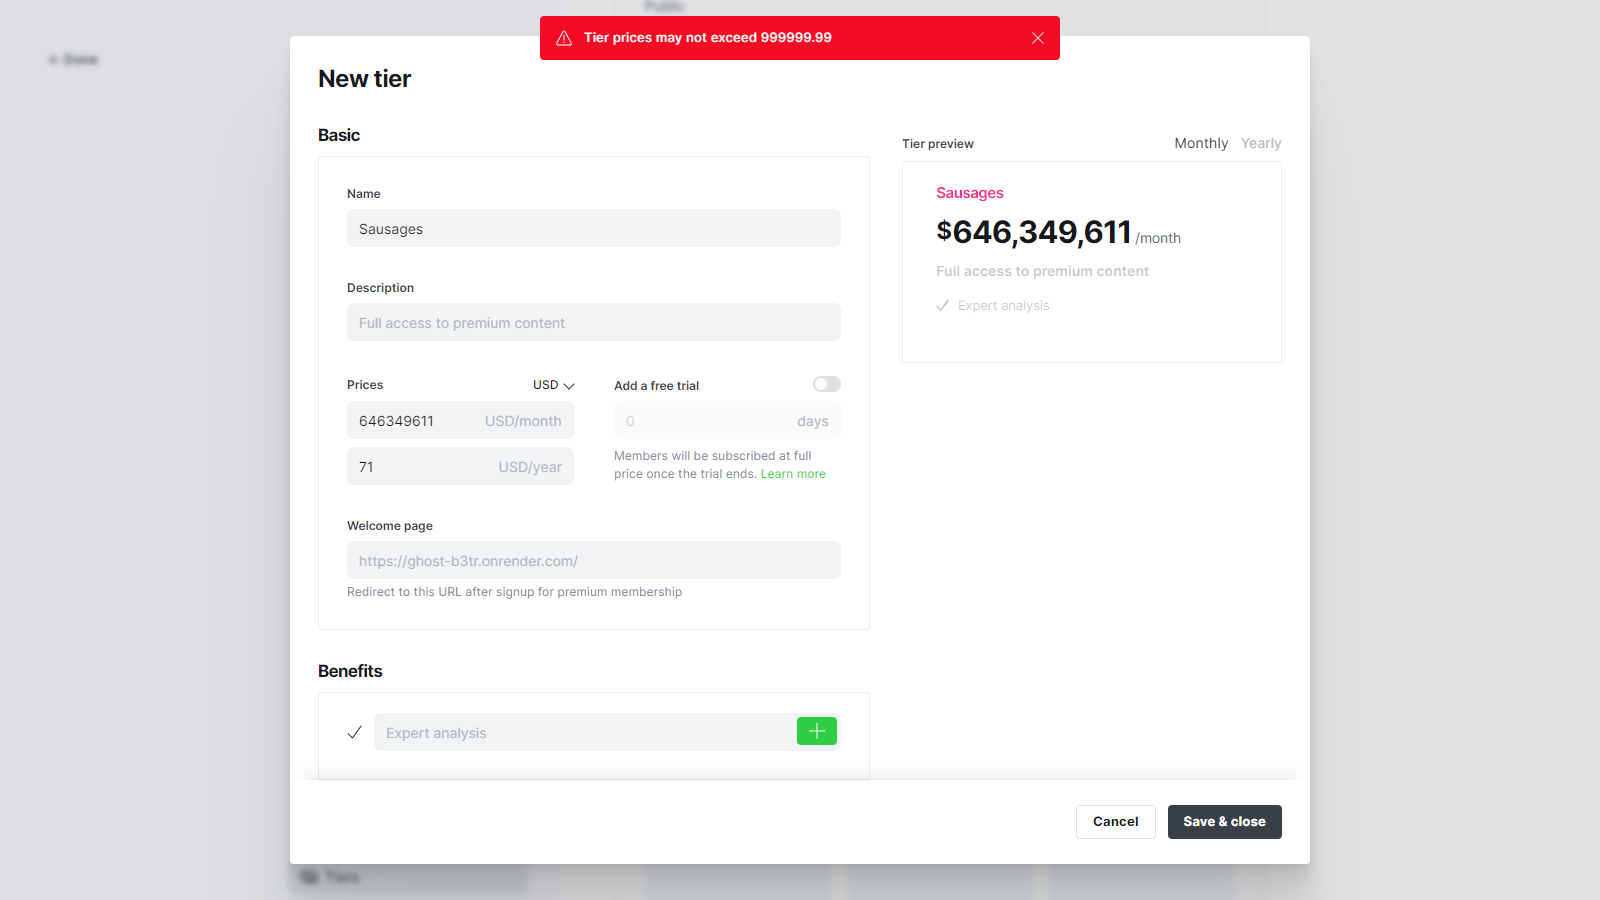 Public
Tier prices may not exceed 999999.99
← Done
New tier
Basic
Tier preview
Monthly Yearly
Name
Sausages
Sausages
$646,349,611 /month
Full access to premium content
Expert analysis
Description
Full access to premium content
Prices
USD
Add a free trial
646349611 USD/month
0 days
71 USD/year
Members will be subscribed at full
price once the trial ends. Learn more
Welcome page
https://ghost-b3tr.onrender.com/
Redirect to this URL after signup for premium membership
Benefits
Expert analysis
Cancel
Save & close
Tiers